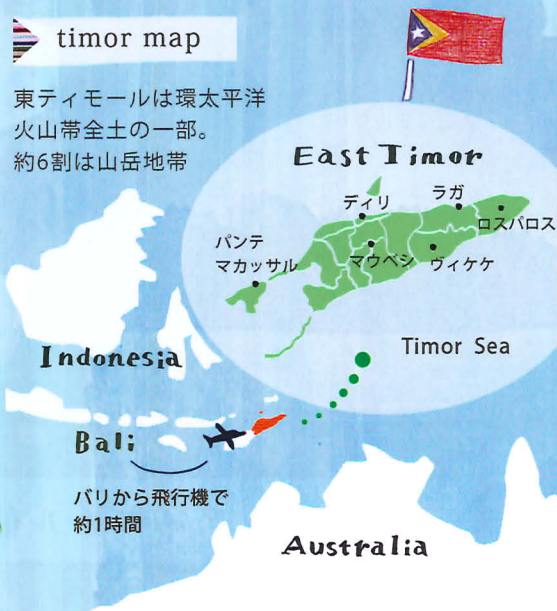 timor map
東ティモールは環太平洋
火山帯全土の一部。
約6割は山岳地帯
East Timor
ディリ
ラガ
ロスパロス
パンテ
マカッサル
マウベシ
ヴィケケ
Timor Sea
Indonesia
Bali
バリから飛行機で
約1時間
Australia